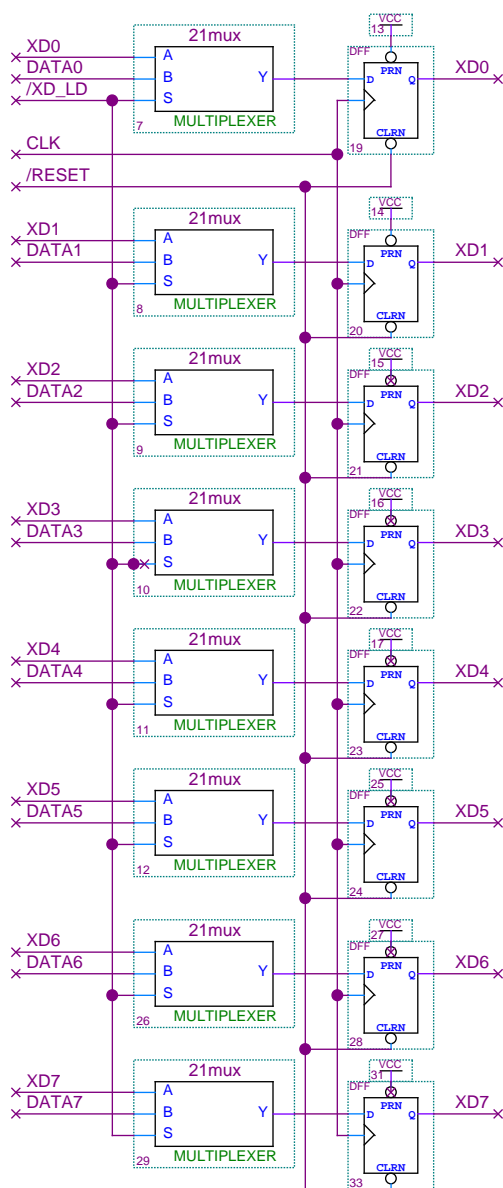 VCC
13
XD0 21mux DFF
A PRN
DATA0 B Y D Q XD0
/XD_LD S
7 MULTIPLEXER
CLK CLRN
19
/RESET
VCC
14
21mux DFF
XD1 A PRN
DATA1 B Y D Q XD1
S
8 MULTIPLEXER CLRN
20
VCC
15
21mux DFF
XD2 A PRN
DATA2 B Y D Q XD2
S
9 MULTIPLEXER CLRN
21
VCC
16
21mux DFF
XD3 A PRN
DATA3 B Y D Q XD3
S
10 MULTIPLEXER CLRN
22
VCC
17
21mux DFF
XD4 A PRN
DATA4 B Y D Q XD4
S
11 MULTIPLEXER CLRN
23
VCC
25
21mux DFF
XD5 A PRN
DATA5 B Y D Q XD5
S
12 MULTIPLEXER CLRN
24
VCC
27
21mux DFF
XD6 A PRN
DATA6 B Y D Q XD6
S
26 MULTIPLEXER CLRN
28
VCC
31
21mux DFF
XD7 A PRN
DATA7 B Y D Q XD7
S
29 MULTIPLEXER CLRN
33